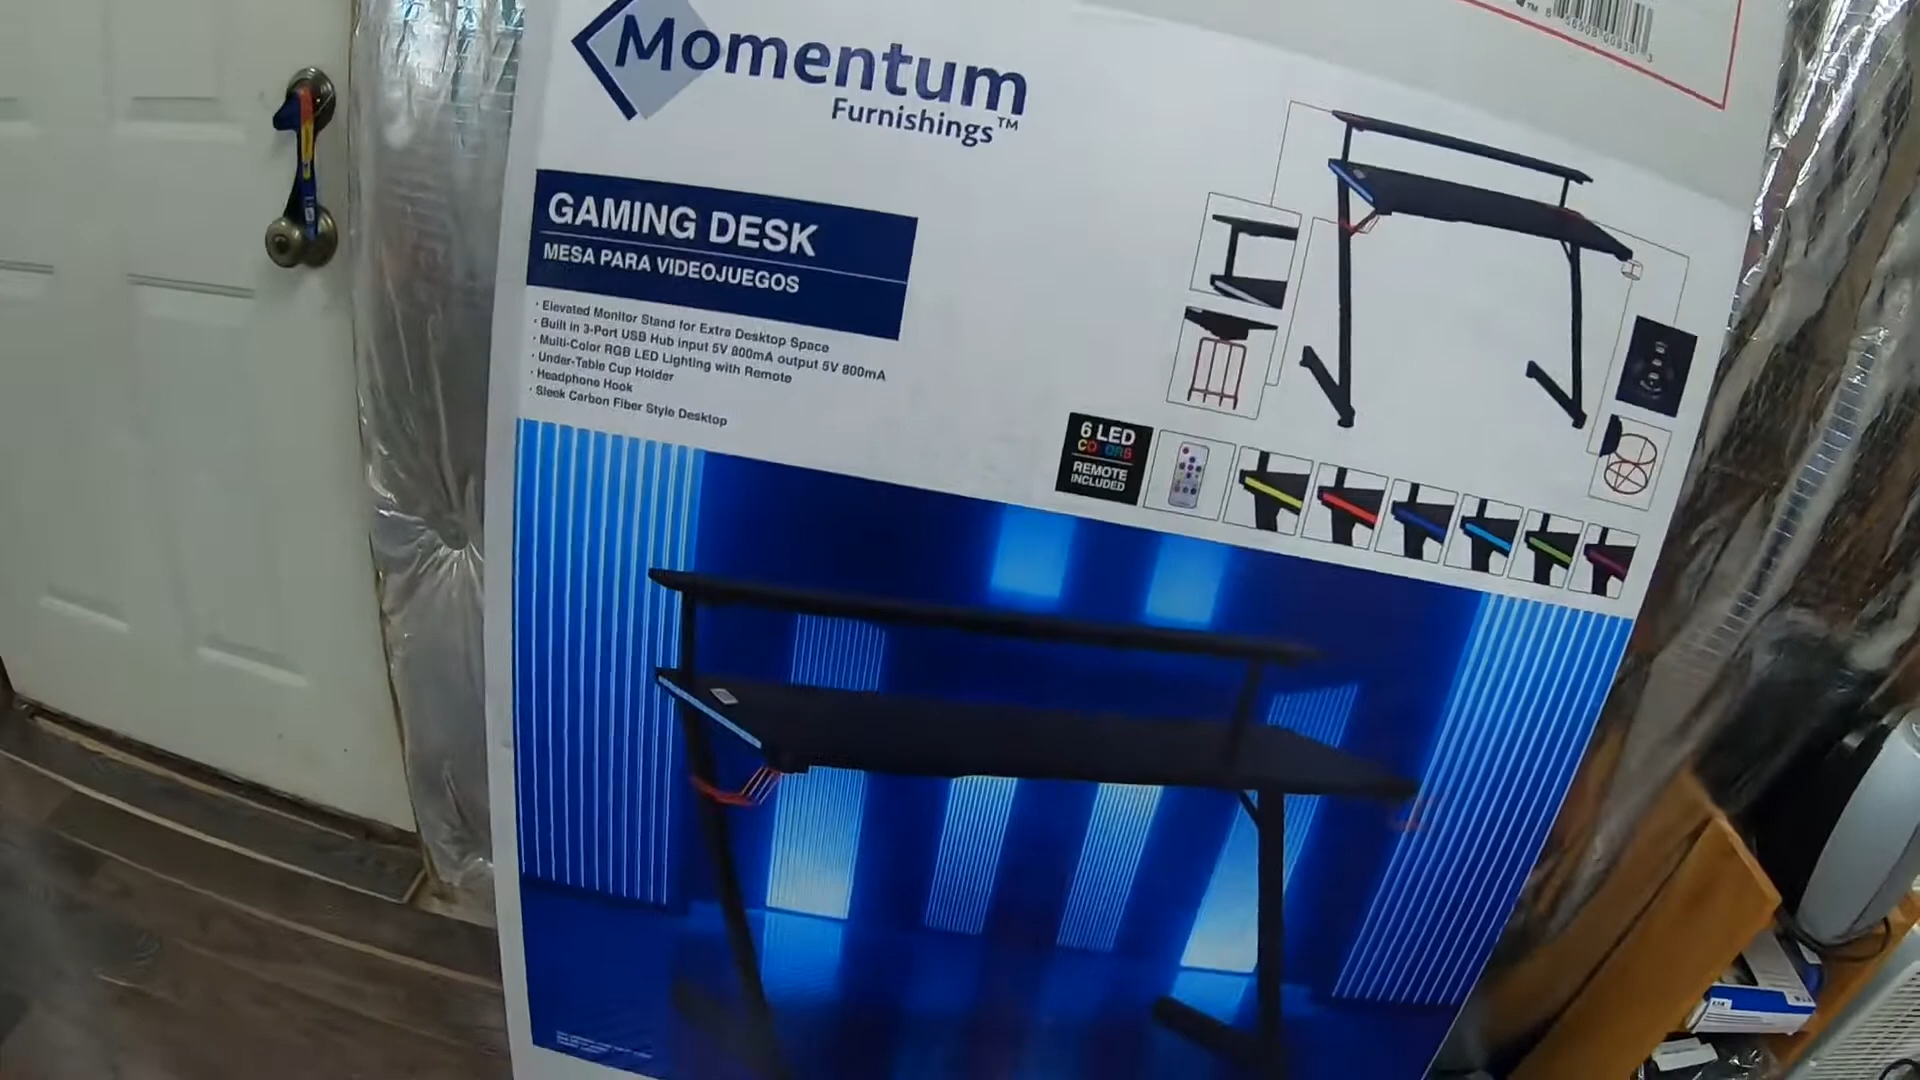 Momentum
Furnishings™
GAMING DESK
MESA PARA VIDEOJUEGOS
· Elevated Monitor Stand for Extra Desktop Space
· Built in 3-Port USB Hub input 5V 800mA output 5V 800mA
· Multi-Color RGB LED Lighting with Remote
· Under-Table Cup Holder
· Headphone Hook
· Sleek Carbon Fiber Style Desktop
6 LED
COLORS
REMOTE
INCLUDED